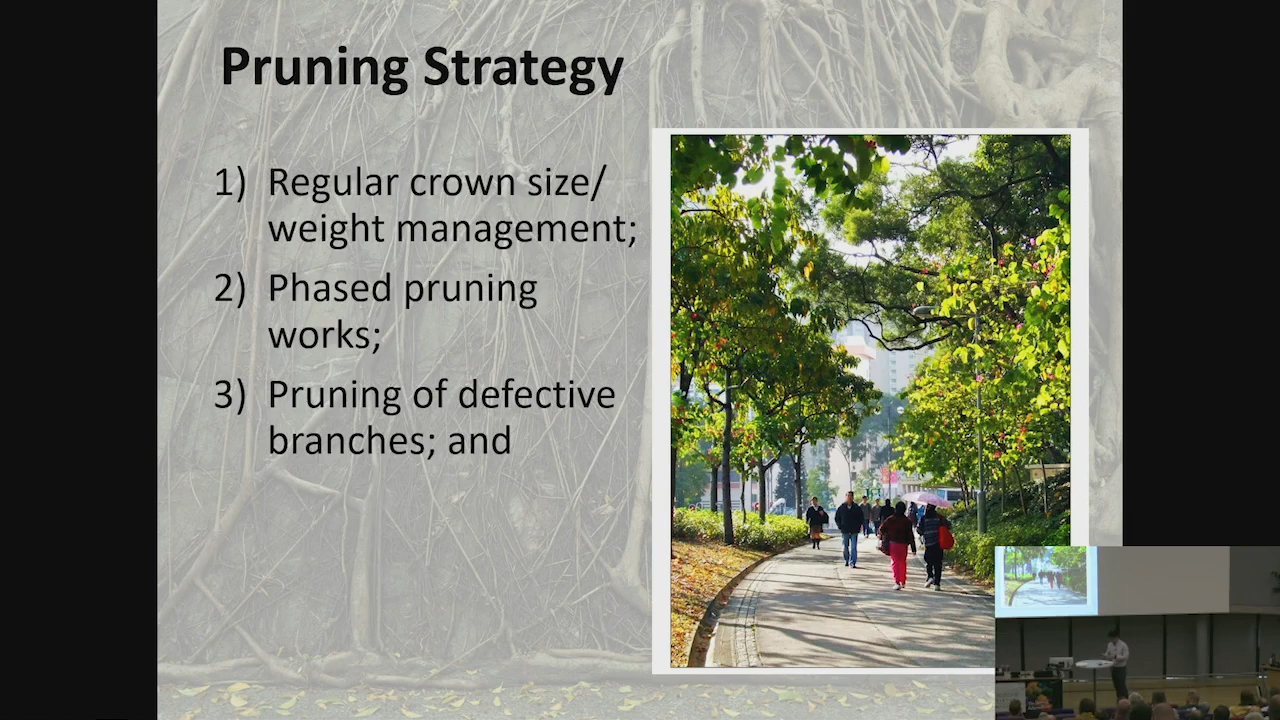 Pruning Strategy
1) Regular crown size/
weight management;
2) Phased pruning
works;
3) Pruning of defective
branches; and